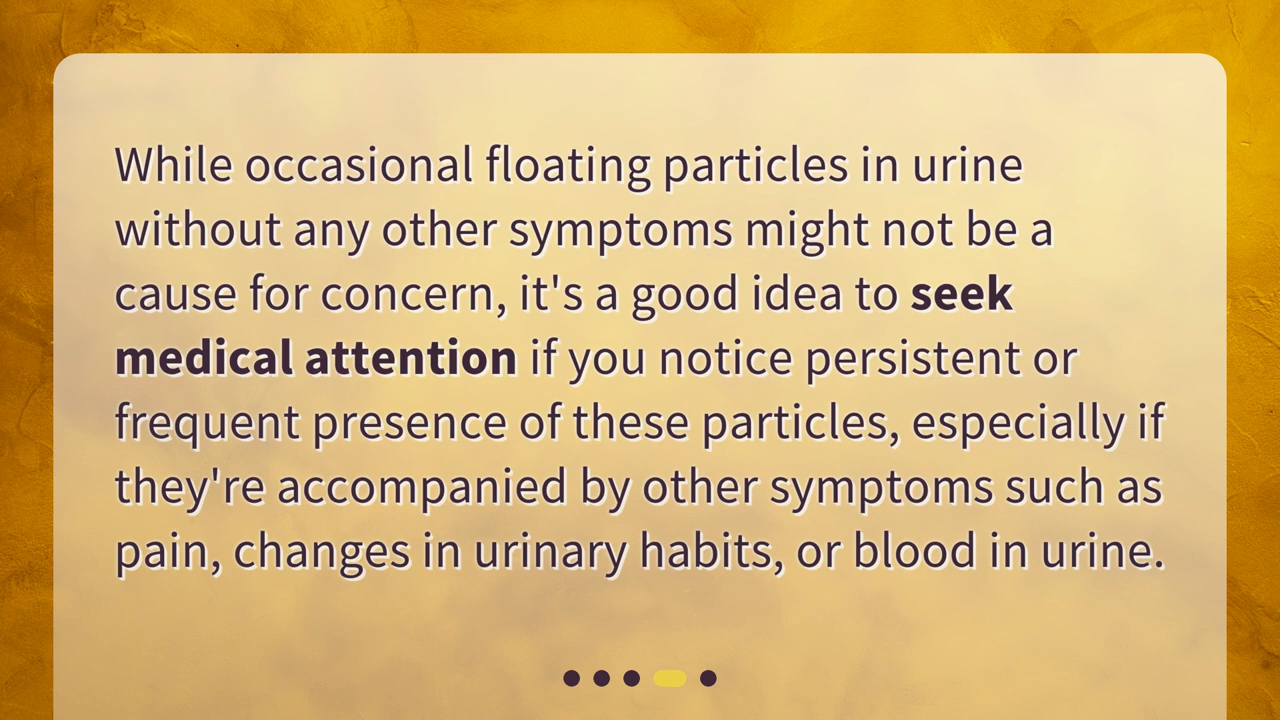 While occasional floating particles in urine
without any other symptoms might not be a
cause for concern, it's a good idea to seek
medical attention if you notice persistent or
frequent presence of these particles, especially if
they're accompanied by other symptoms such as
pain, changes in urinary habits, or blood in urine.